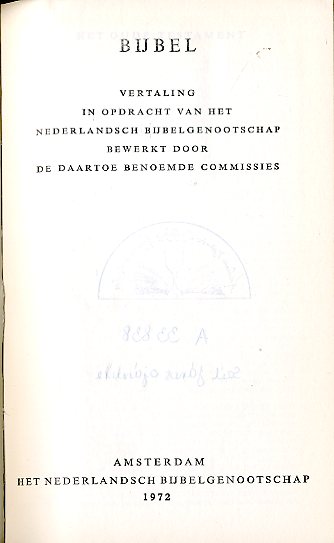 BIJBEL
VERTALING
IN OPDRACHT VAN HET
NEDERLANDSCH BIJBELGENOOTSCHAP
BEWERKT DOOR
DE DAARTOE BENOEMDE COMMISSIES
AMSTERDAM
HET NEDERLANDSCH BIJBELGENOOTSCHAP
1972